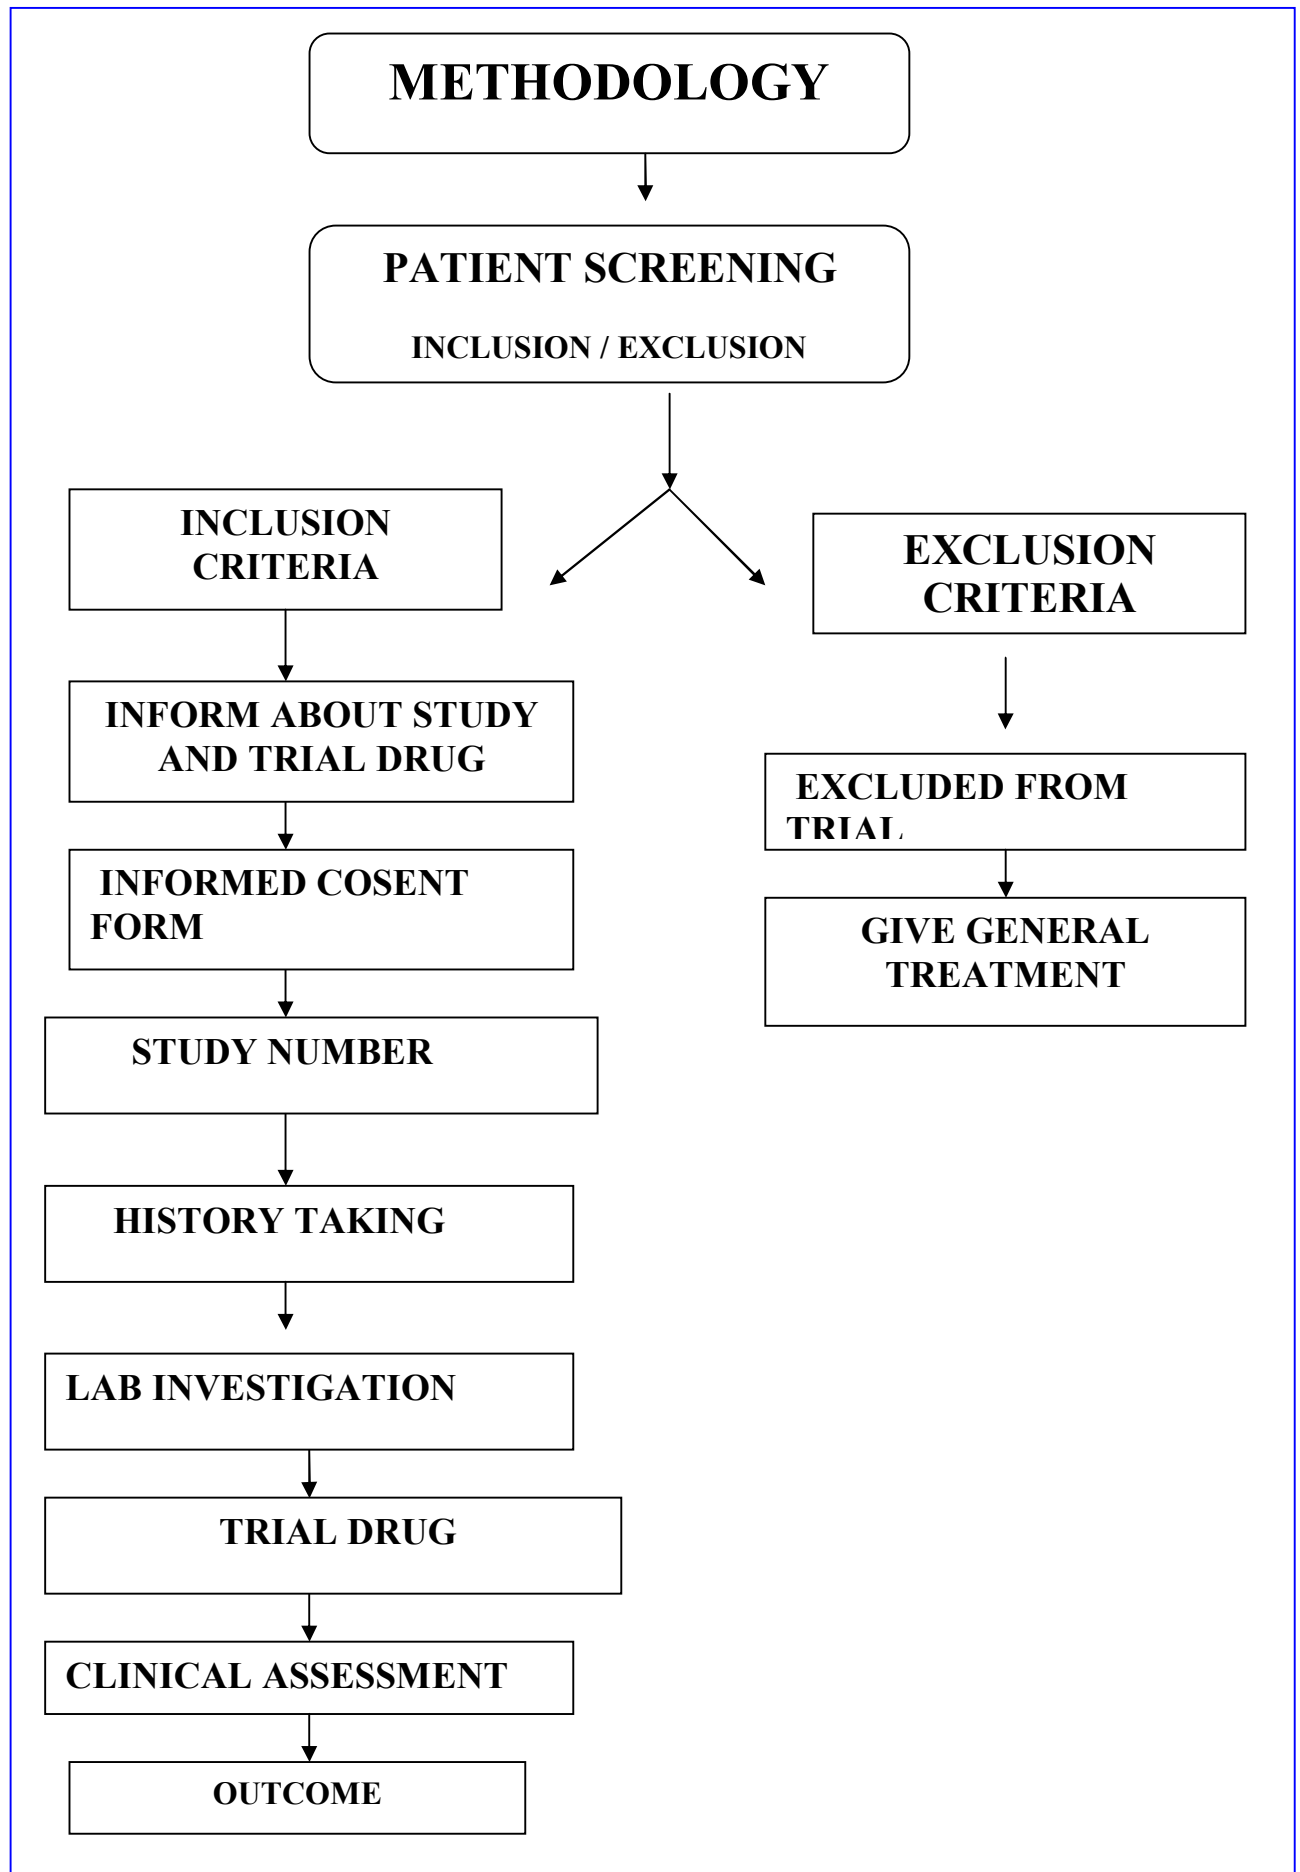 METHODOLOGY
PATIENT SCREENING
INCLUSION / EXCLUSION
INCLUSION
CRITERIA
INFORM ABOUT STUDY
AND TRIAL DRUG
INFORMED COSENT
FORM
STUDY NUMBER
HISTORY TAKING
LAB INVESTIGATION
TRIAL DRUG
CLINICAL ASSESSMENT
OUTCOME
EXCLUSION
CRITERIA
EXCLUDED FROM
TRIAL
GIVE GENERAL
TREATMENT